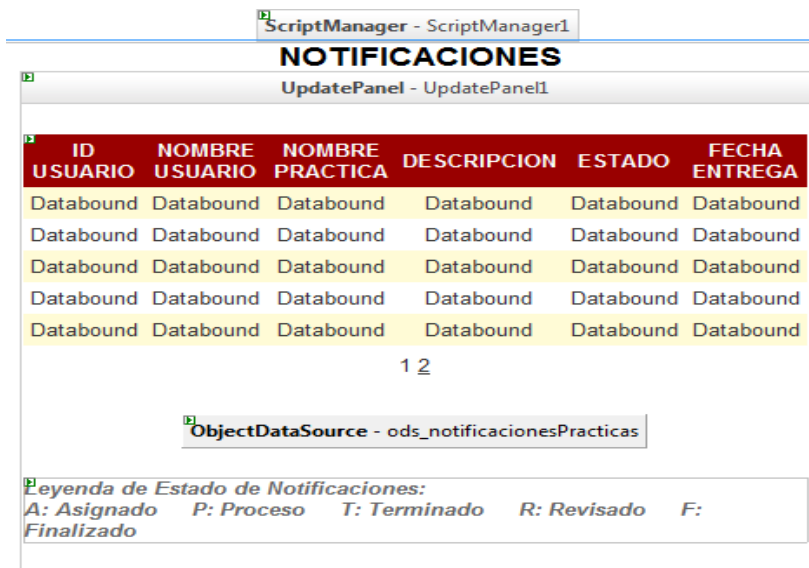 ScriptManager - ScriptManager1
NOTIFICACIONES
UpdatePanel - UpdatePanel1
ID USUARIO NOMBRE USUARIO NOMBRE PRACTICA DESCRIPCION ESTADO FECHA ENTREGA
Databound Databound Databound Databound Databound Databound
Databound Databound Databound Databound Databound Databound
Databound Databound Databound Databound Databound Databound
Databound Databound Databound Databound Databound Databound
Databound Databound Databound Databound Databound Databound
1 2
ObjectDataSource - ods_notificacionesPracticas
Leyenda de Estado de Notificaciones:
A: Asignado P: Proceso T: Terminado R: Revisado F:
Finalizado